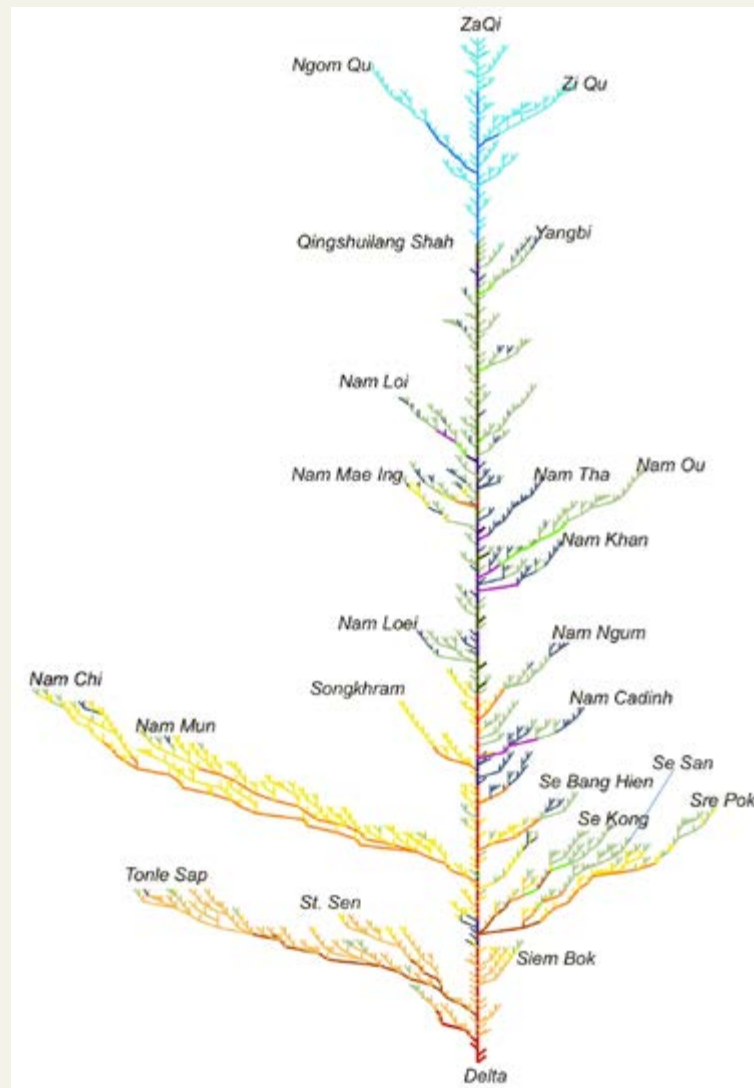 ZaQi
Ngom Qu
Zi Qu
Qingshuilang Shah
Yangbi
Nam Loi
Nam Mae Ing
Nam Tha
Nam Ou
Nam Khan
Nam Loei
Nam Ngum
Nam Chi
Songkhram
Nam Cadinh
Nam Mun
Se San
Se Bang Hien
Sre Pok
Se Kong
Tonle Sap
St. Sen
Siem Bok
Delta